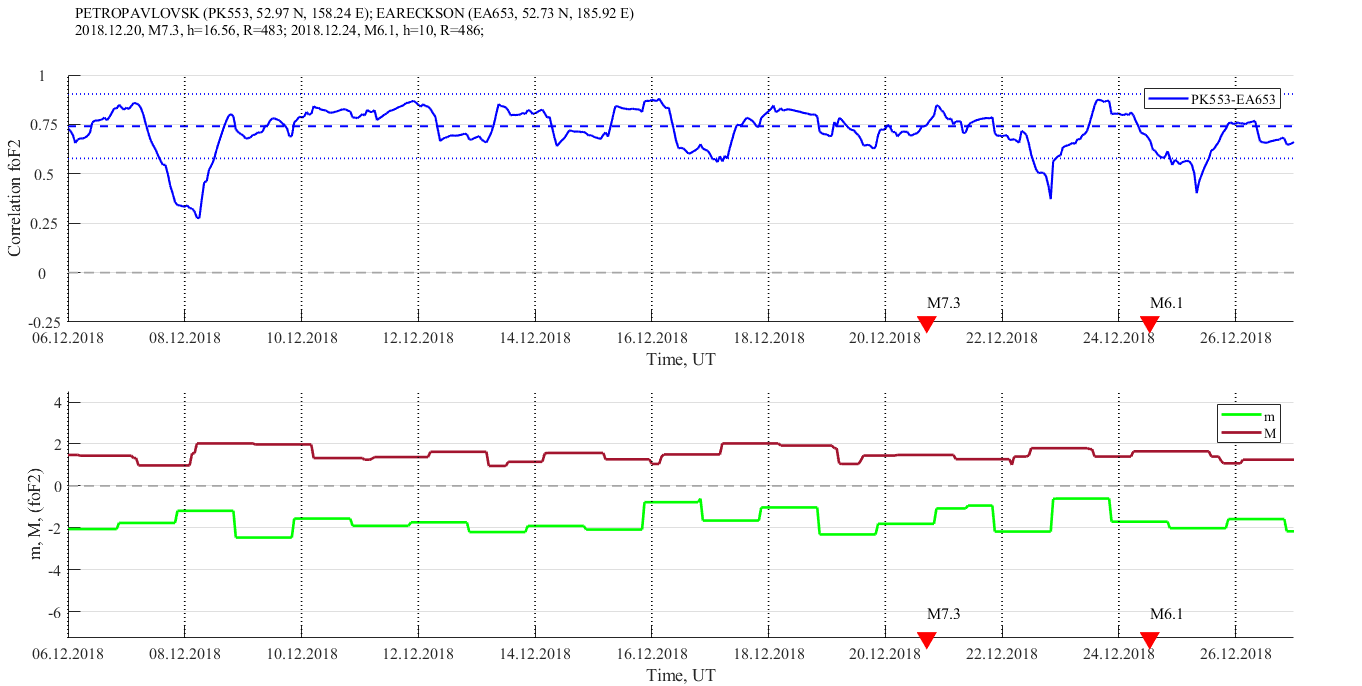 PETROPAVLOVSK (PK553, 52.97 N, 158.24 E); EARECKSON (EA653, 52.73 N, 185.92 E)
2018.12.20, M7.3, h=16.56, R=483; 2018.12.24, M6.1, h=10, R=486;
Correlation foF2
1
0.75
0.5
0.25
0
-0.25
PK553-EA653
M7.3
M6.1
06.12.2018 08.12.2018 10.12.2018 12.12.2018 14.12.2018 16.12.2018 18.12.2018 20.12.2018 22.12.2018 24.12.2018 26.12.2018
Time, UT
m, M, (foF2)
4
2
0
-2
-4
-6
m
M
M7.3
M6.1
06.12.2018 08.12.2018 10.12.2018 12.12.2018 14.12.2018 16.12.2018 18.12.2018 20.12.2018 22.12.2018 24.12.2018 26.12.2018
Time, UT